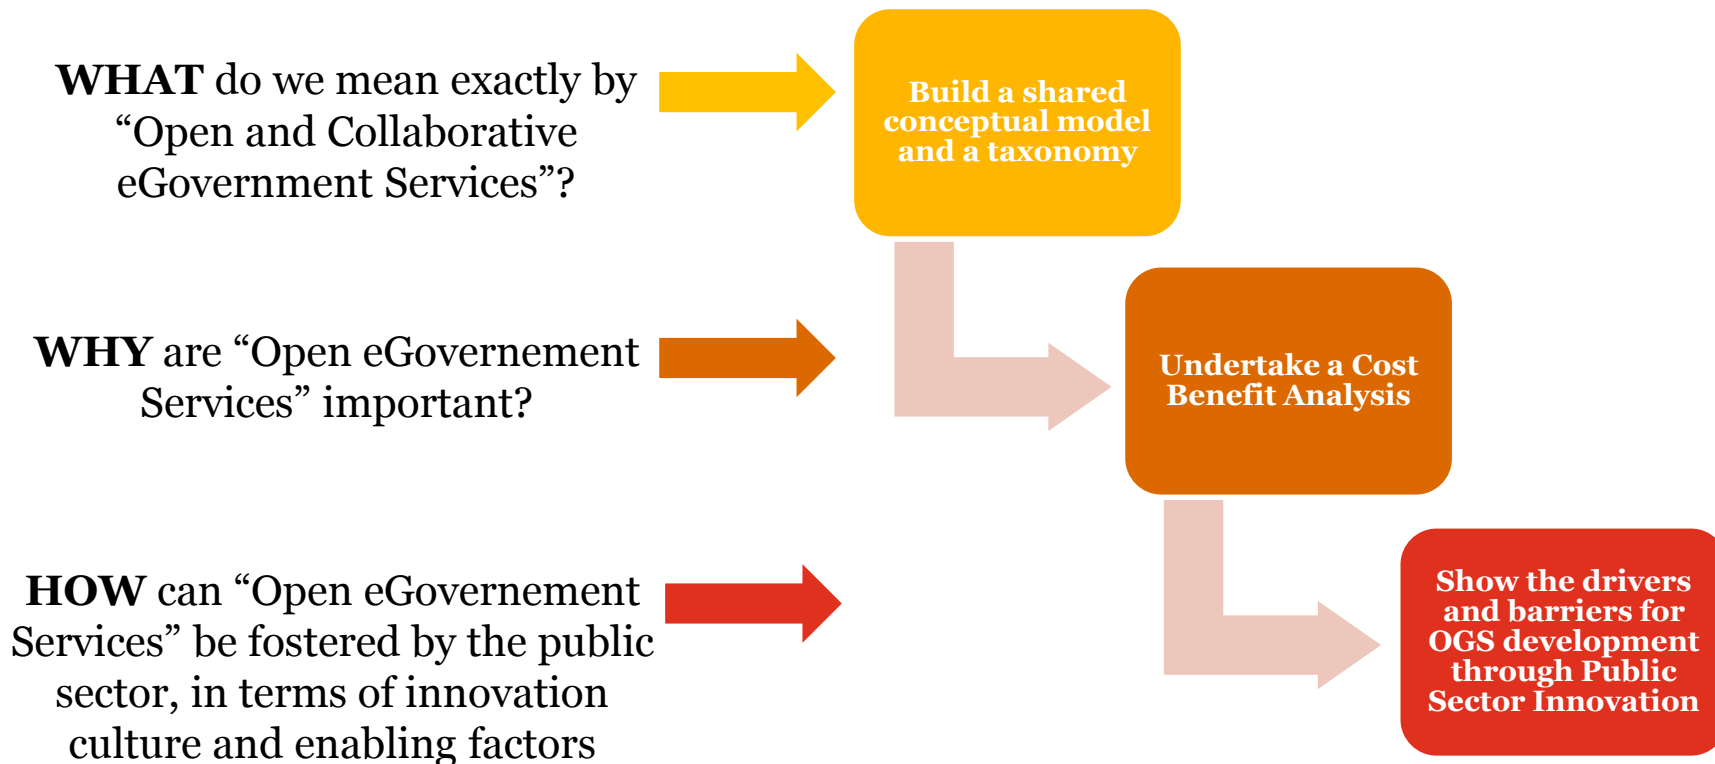 WHAT do we mean exactly by
“Open and Collaborative
eGovernment Services”?
Build a shared
conceptual model
and a taxonomy
WHY are “Open eGovernement
Services” important?
Undertake a Cost
Benefit Analysis
HOW can “Open eGovernement
Services” be fostered by the public
sector, in terms of innovation
culture and enabling factors
Show the drivers
and barriers for
OGS development
through Public
Sector Innovation